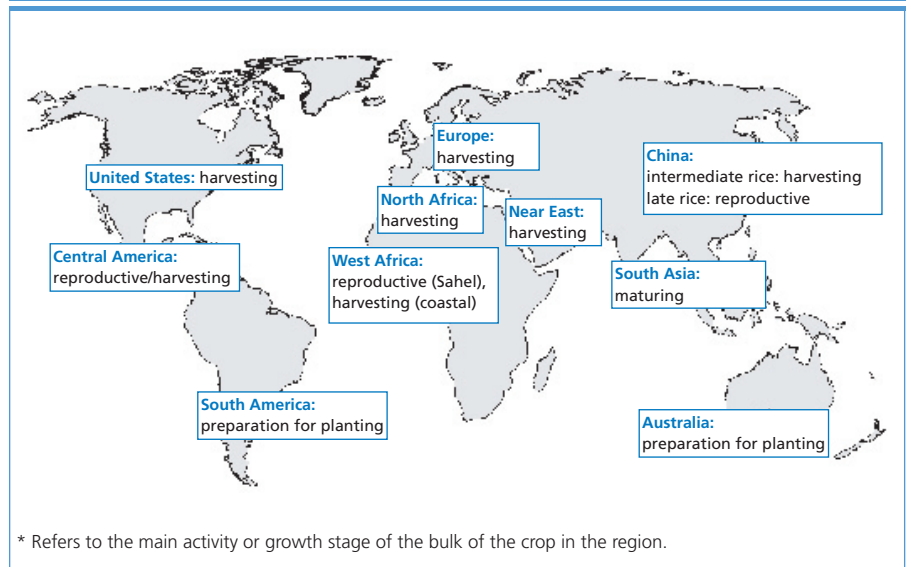 Europe:
harvesting
China:
intermediate rice: harvesting
late rice: reproductive
United States: harvesting
North Africa:
harvesting
Near East:
harvesting
Central America:
reproductive/harvesting
West Africa:
reproductive (Sahel),
harvesting (coastal)
South Asia:
maturing
South America:
preparation for planting
Australia:
preparation for planting
* Refers to the main activity or growth stage of the bulk of the crop in the region.